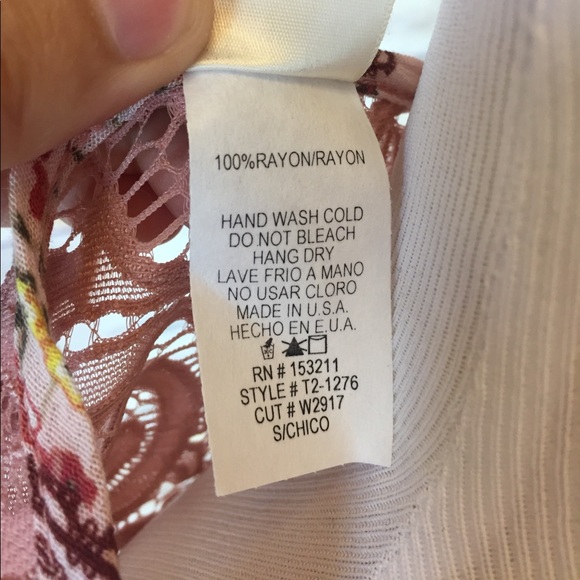 100%RAYON/RAYON
HAND WASH COLD
DO NOT BLEACH
HANG DRY
LAVE FRIO A MANO
NO USAR CLORO
MADE IN U.S.A.
HECHO EN E.U.A.
RN # 153211
STYLE # T2-1276
CUT # W2917
S/CHICO